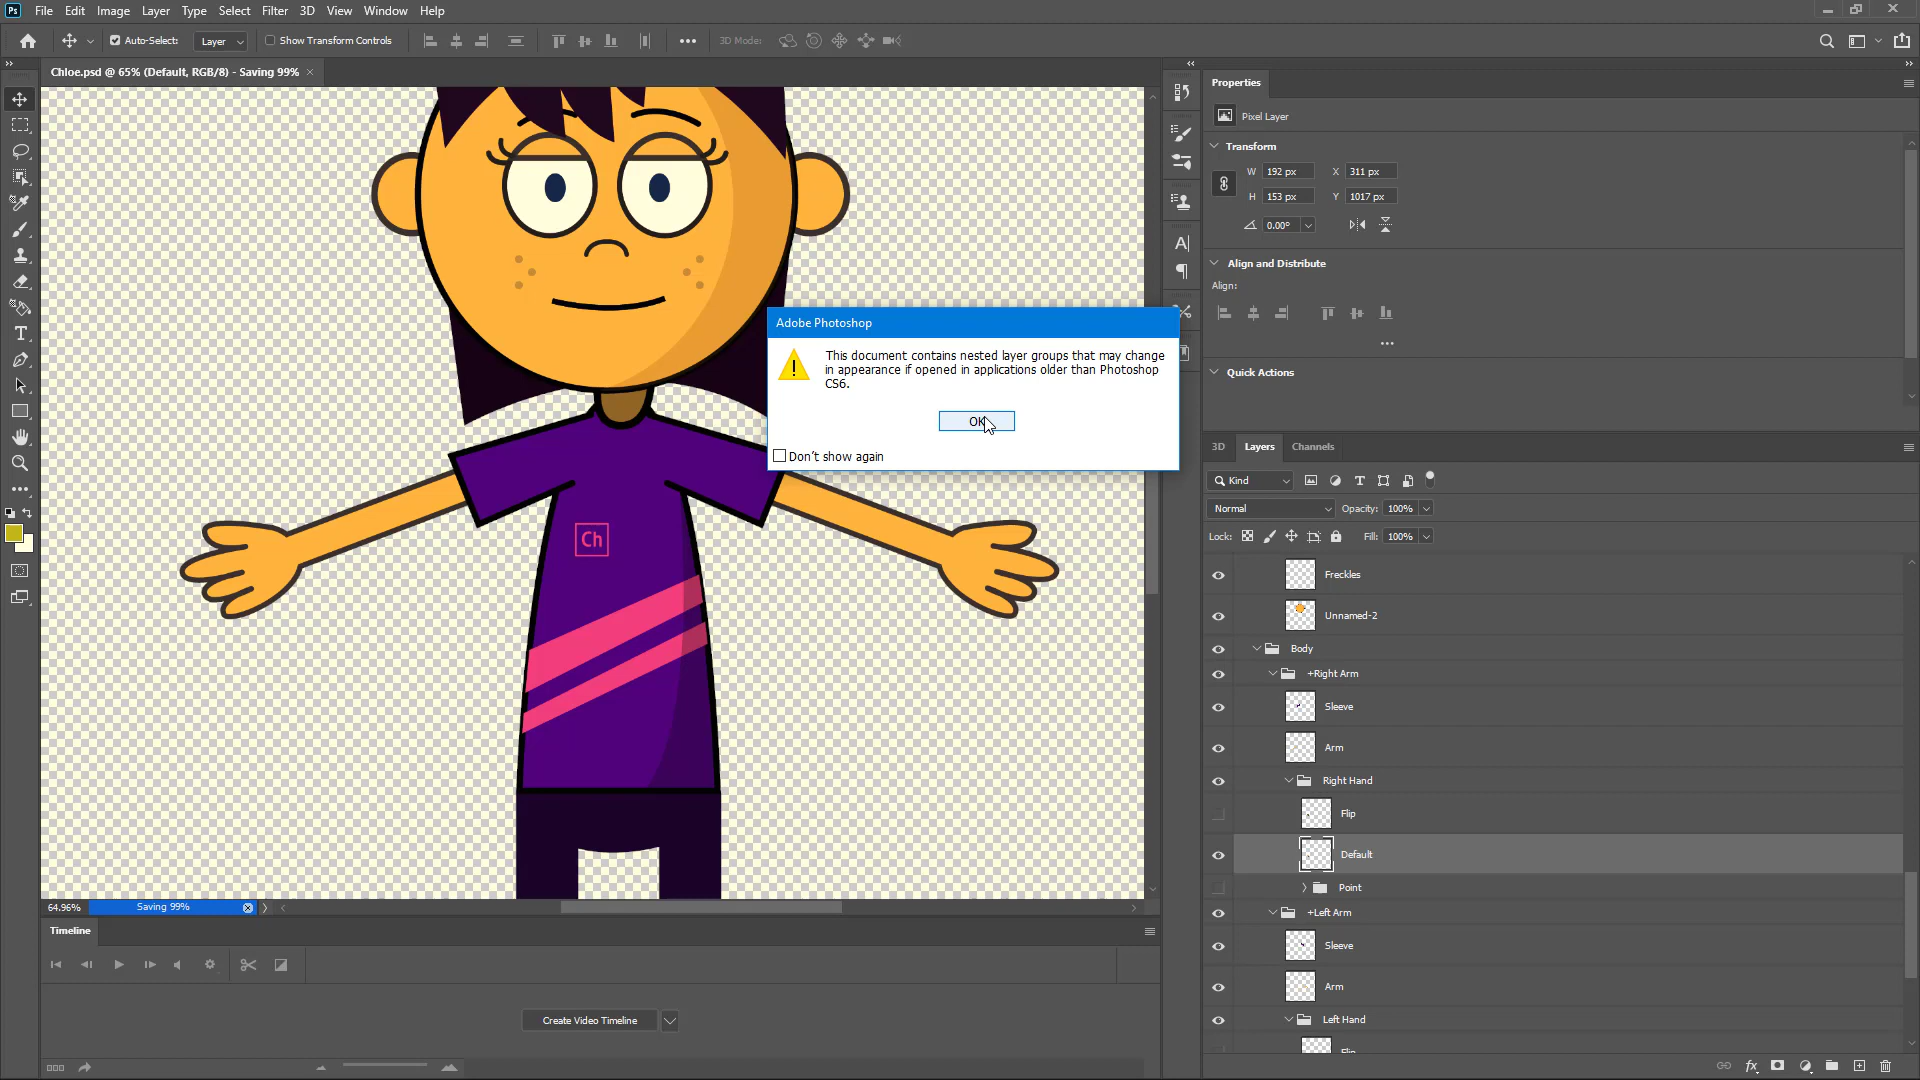 Ps File Edit Image Layer Type Select Filter 3D View Window Help
Auto-Select: Layer Show Transform Controls 3D Mode:
Chloe.psd @ 65% (Default, RGB/8) - Saving 99%
Properties
Pixel Layer
Transform
W 192 px X 311 px
H 153 px Y 1017 px
0.00°
Align and Distribute
Align:
Quick Actions
Adobe Photoshop
This document contains nested layer groups that may change
in appearance if opened in applications older than Photoshop
CS6.
OK
Don't show again
Ch
3D Layers Channels
Kind
Normal Opacity: 100%
Lock: Fill: 100%
Freckles
Unnamed-2
Body
+Right Arm
Sleeve
Arm
Right Hand
Flip
Default
Point
+Left Arm
Sleeve
Arm
Left Hand
Flip
64.96% Saving 99%
Timeline
Create Video Timeline